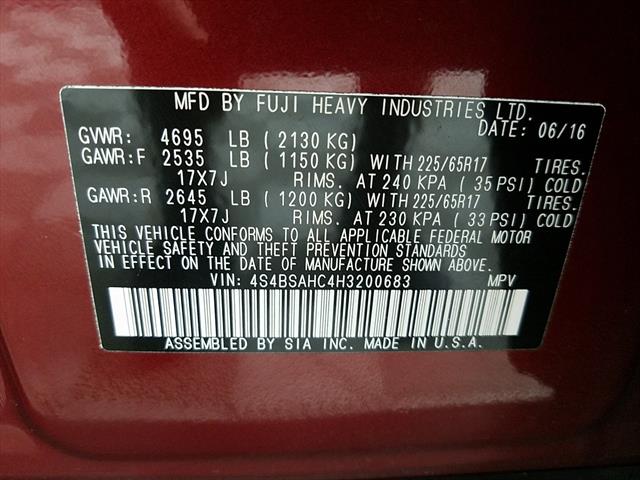 MFD BY FUJI HEAVY INDUSTRIES LTD.
DATE: 06/16
GVWR: 4695 LB ( 2130 KG)
GAWR:F 2535 LB ( 1150 KG) WITH 225/65R17 TIRES.
17X7J RIMS. AT 240 KPA ( 35 PSI) COLD
GAWR:R 2645 LB ( 1200 KG) WITH 225/65R17 TIRES.
17X7J RIMS. AT 230 KPA ( 33 PSI) COLD
THIS VEHICLE CONFORMS TO ALL APPLICABLE FEDERAL MOTOR
VEHICLE SAFETY AND THEFT PREVENTION STANDARDS
IN EFFECT ON THE DATE OF MANUFACTURE SHOWN ABOVE.
VIN: 4S4BSAHC4H3200683 MPV
ASSEMBLED BY SIA INC. MADE IN U.S.A.